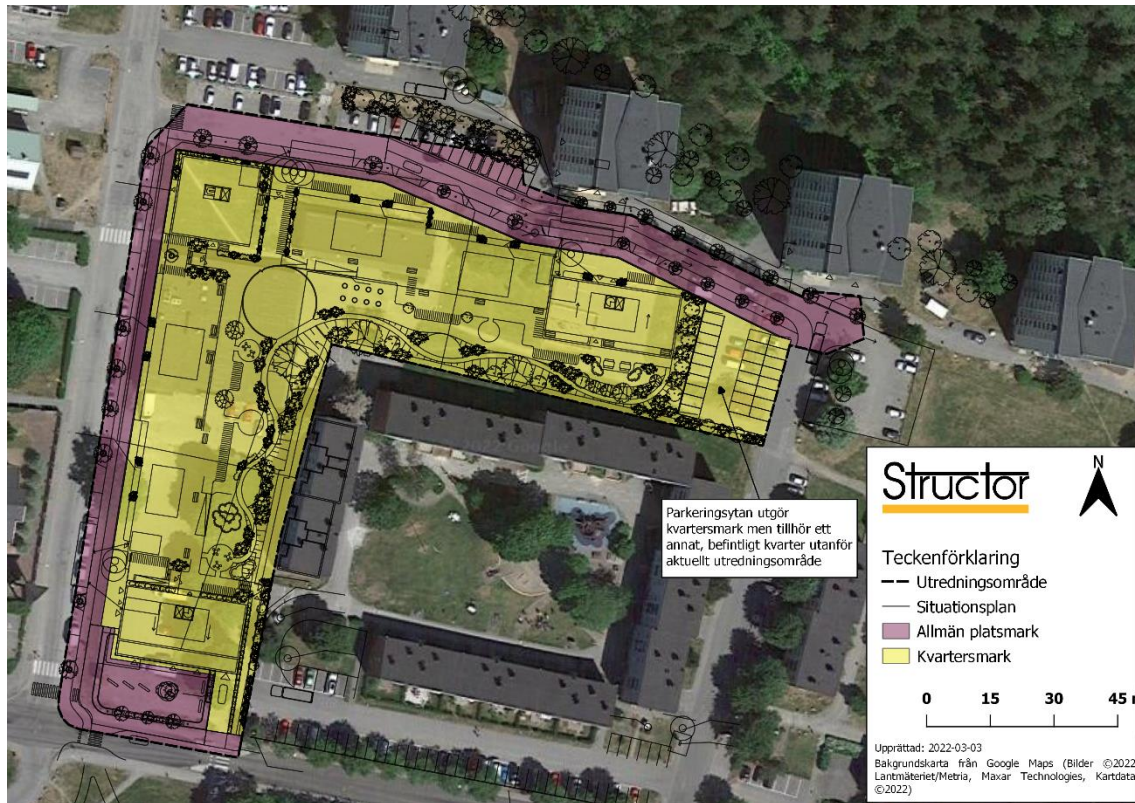 Parkeringsytan utgör
kvartersmark men tillhör ett
annat, befintligt kvarter utanför
aktuellt utredningsområde
Structor
N
Teckenförklaring
Utredningsområde
Situationsplan
Allmän platsmark
Kvartersmark
0 15 30 45
Upprättad: 2022-03-03
Bakgrundskarta från Google Maps (Bilder ©2022
Lantmäteriet/Metria, Maxar Technologies, Kartdata
©2022)